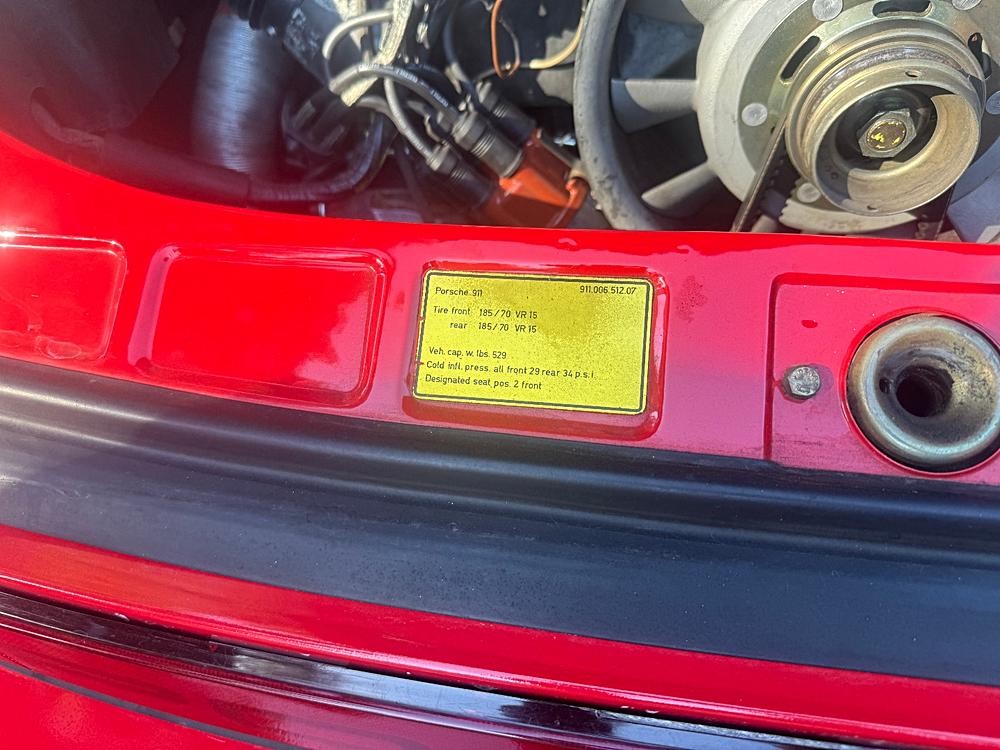 Porsche 911 911.006.512.07
Tire front 185/70 VR 15
rear 185/70 VR 15
Veh. cap. w. lbs. 529
Cold infl. press. all front 29 rear 34 p.s.i.
Designated seat pos. 2 front